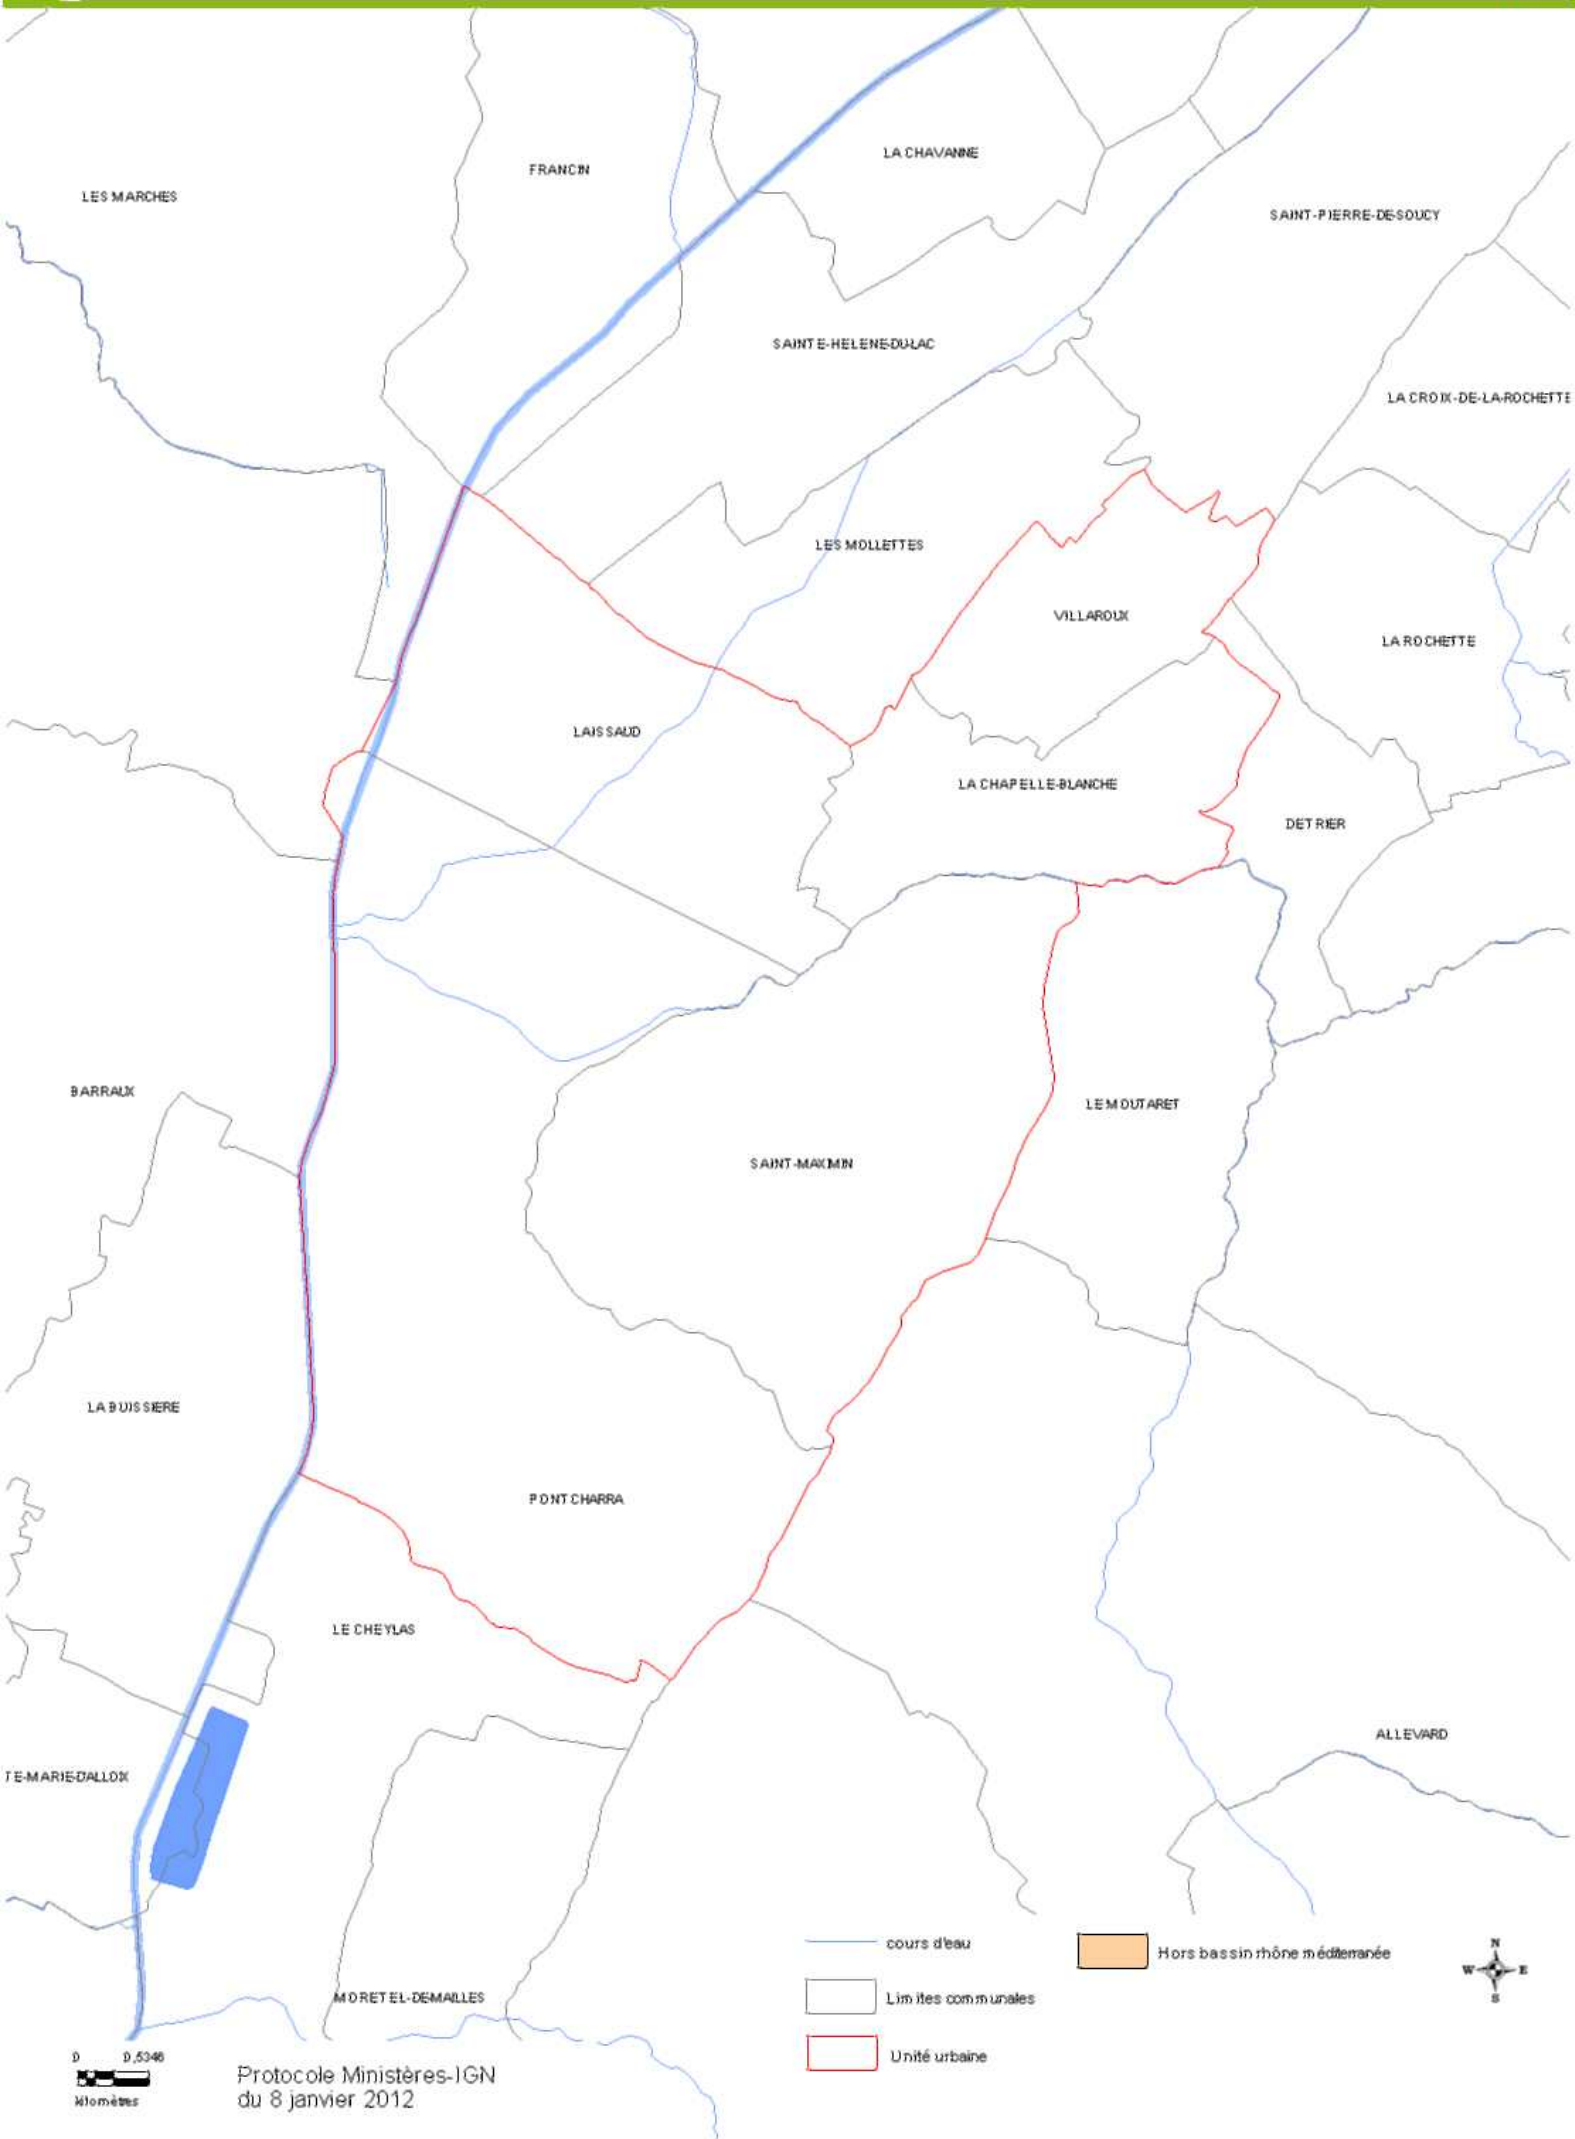 LA CHAVANNE
FRANCIN
LES MARCHES
SAINT-PIERRE-DE-SOUCY
SAINTE-HELENE-DU-LAC
LA CROIX-DE-LA-ROCHETTE
LES MOLLETTES
VILLAROUX
LA ROCHETTE
LAISSAUD
LA CHAPELLE-BLANCHE
DETRIER
BARRAUX
LE MOUTARET
SAINT-MAXIMIN
LA BUISSIERE
PONTCHARRA
LE CHEYLAS
ALLEVARD
TE-MARIE-D'ALLOIX
cours d'eau
Hors bassin rhône méditerranée
N
W E
S
MORETEL-DE-MAILLES
Limites communales
Unité urbaine
0 0,5346
kilomètres
Protocole Ministères-IGN
du 8 janvier 2012